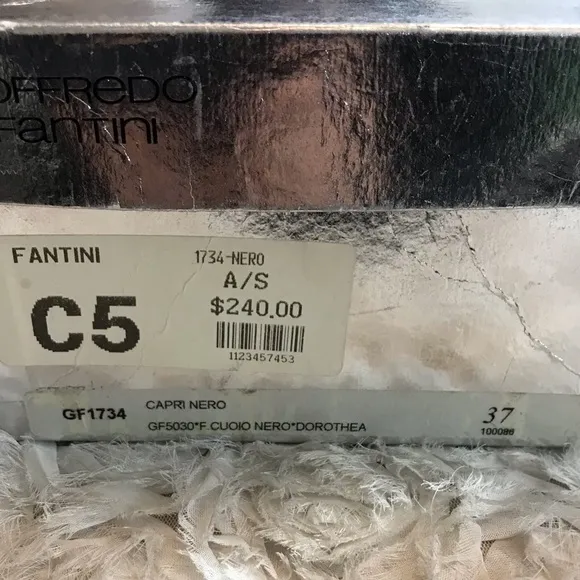 OFFREDO
FANTINI
FANTINI
1734-NERO
A/S
C5
$240.00
1123457453
GF1734
CAPRI NERO
37
GF5030*F.CUOIO NERO*DOROTHEA
100086